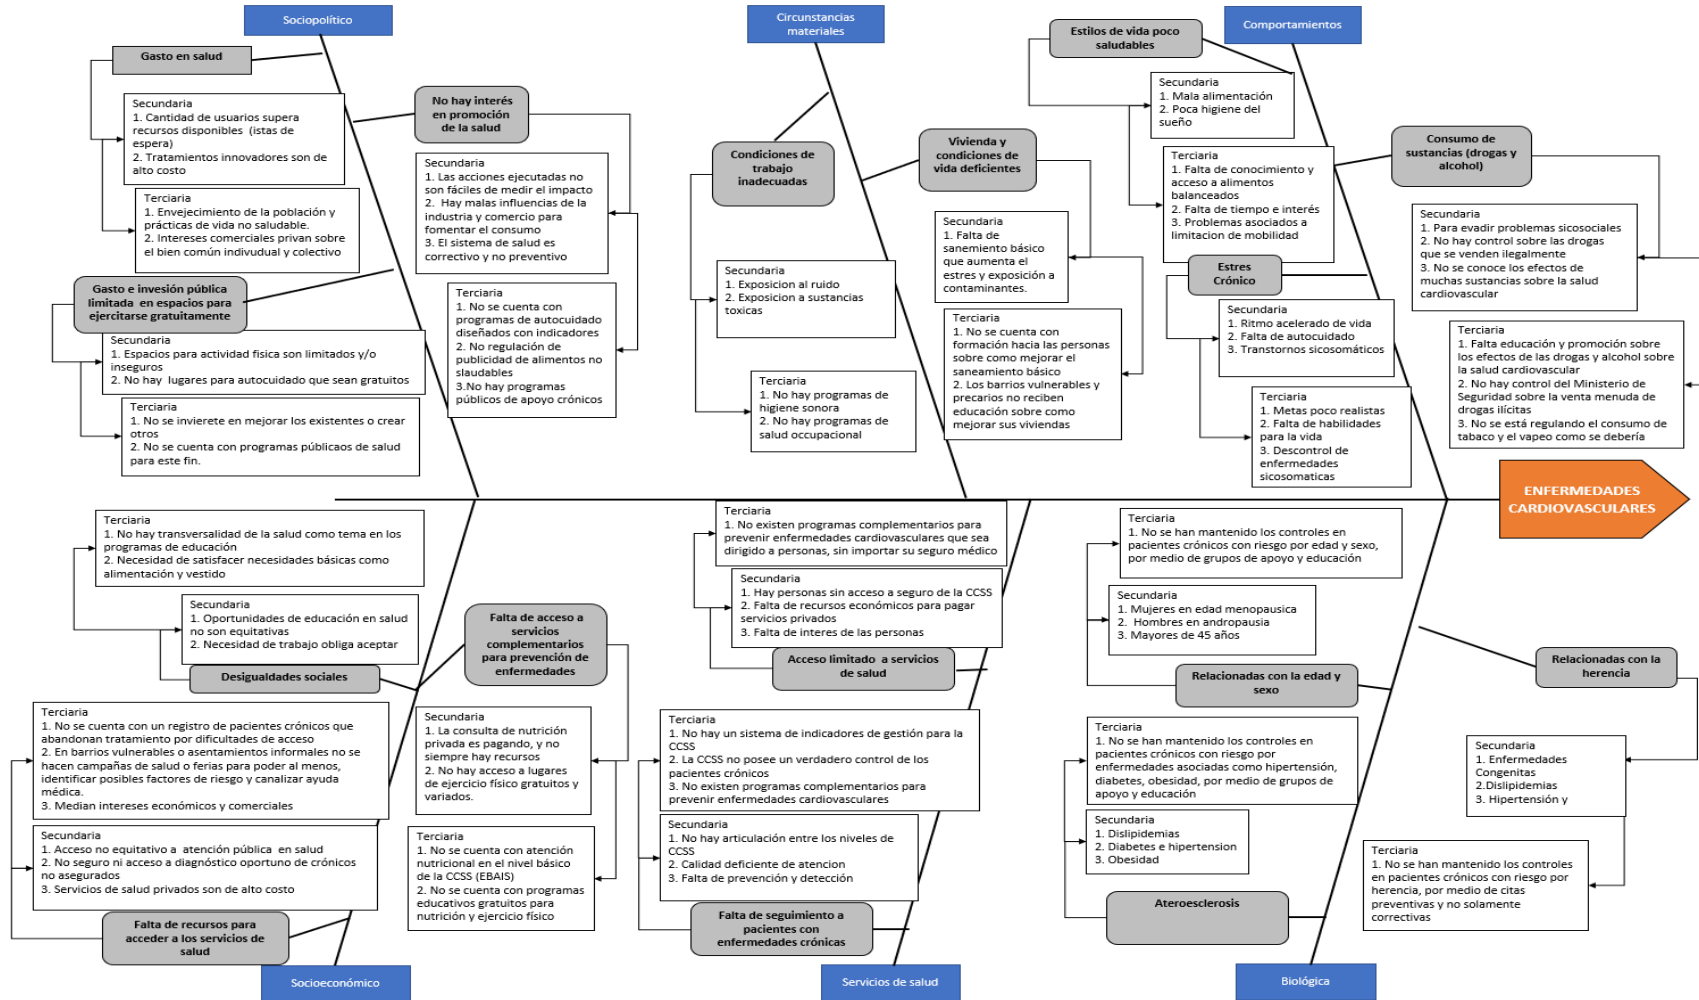 Sociopolítico
Gasto en salud
Secundaria
1. Cantidad de usuarios supera
recursos disponibles (istas de
espera)
2. Tratamientos innovadores son de
alto costo
Terciaria
1. Envejecimiento de la población y
prácticas de vida no saludable.
2. Intereses comerciales privan sobre
el bien común indivudual y colectivo
No hay interés
en promoción
de la salud
Secundaria
1. Las acciones ejecutadas no
son fáciles de medir el impacto
2. Hay malas influencias de la
industria y comercio para
fomentar el consumo
3. El sistema de salud es
correctivo y no preventivo
Terciaria
1. No se cuenta con
programas de autocuidado
diseñados con indicadores
2. No regulación de
publicidad de alimentos no
slaudables
3.No hay programas
públicos de apoyo crónicos
Gasto e invesión pública
limitada en espacios para
ejercitarse gratuitamente
Secundaria
1. Espacios para actividad fisica son limitados y/o
inseguros
2. No hay lugares para autocuidado que sean gratuitos
Terciaria
1. No se invierete en mejorar los existentes o crear
otros
2. No se cuenta con programas públicaos de salud
para este fin.
Circunstancias
materiales
Condiciones de
trabajo
inadecuadas
Secundaria
1. Exposicion al ruido
2. Exposicion a sustancias
toxicas
Terciaria
1. No hay programas de
higiene sonora
2. No hay programas de
salud occupacional
Vivienda y
condiciones de
vida deficientes
Secundaria
1. Falta de
sanemiento básico
que aumenta el
estres y exposición a
contaminantes.
Terciaria
1. No se cuenta con
formación hacia las personas
sobre como mejorar el
saneamiento básico
2. Los barrios vulnerables y
precarios no reciben
educación sobre como
mejorar sus viviendas
Comportamientos
Estilos de vida poco
saludables
Secundaria
1. Mala alimentación
2. Poca higiene del
sueño
Terciaria
1. Falta de conocimiento y
acceso a alimentos
balanceados
2. Falta de tiempo e interés
3. Problemas asociados a
limitacion de mobilidad
Consumo de
sustancias (drogas y
alcohol)
Secundaria
1. Para evadir problemas sicosociales
2. No hay control sobre las drogas
que se venden ilegalmente
3. No se conoce los efectos de
muchas sustancias sobre la salud
cardiovascular
Terciaria
1. Falta educación y promoción sobre
los efectos de las drogas y alcohol sobre
la salud cardiovascular
2. No hay control del Ministerio de
Seguridad sobre la venta menuda de
drogas ilícitas
3. No se está regulando el consumo de
tabaco y el vapeo como se debería
Estres
Crónico
Secundaria
1. Ritmo acelerado de vida
2. Falta de autocuidado
3. Transtornos sicosomáticos
Terciaria
1. Metas poco realistas
2. Falta de habilidades
para la vida
3. Descontrol de
enfermedades
sicosomaticas
ENFERMEDADES
CARDIOVASCULARES
Terciaria
1. No hay transversalidad de la salud como tema en los
programas de educación
2. Necesidad de satisfacer necesidades básicas como
alimentación y vestido
Secundaria
1. Oportunidades de educación en salud
no son equitativas
2. Necesidad de trabajo obliga aceptar
Desigualdades sociales
Falta de acceso a
servicios
complementarios
para prevención de
enfermedades
Secundaria
1. La consulta de nutrición
privada es pagando, y no
siempre hay recursos
2. No hay acceso a lugares
de ejercicio físico gratuitos y
variados.
Terciaria
1. No se cuenta con atención
nutricional en el nivel básico
de la CCSS (EBAIS)
2. No se cuenta con programas
educativos gratuitos para
nutrición y ejercicio físico
Terciaria
1. No se cuenta con un registro de pacientes crónicos que
abandonan tratamiento por dificultades de acceso
2. En barrios vulnerables o asentamientos informales no se
hacen campañas de salud o ferias para poder al menos,
identificar posibles factores de riesgo y canalizar ayuda
médica.
3. Median intereses económicos y comerciales
Secundaria
1. Acceso no equitativo a atención pública en salud
2. No seguro ni acceso a diagnóstico oportuno de crónicos
no asegurados
3. Servicios de salud privados son de alto costo
Falta de recursos para
acceder a los servicios de
salud
Socioeconómico
Terciaria
1. No existen programas complementarios para
prevenir enfermedades cardiovasculares que sea
dirigido a personas, sin importar su seguro médico
Secundaria
1. Hay personas sin acceso a seguro de la CCSS
2. Falta de recursos económicos para pagar
servicios privados
3. Falta de interes de las personas
Acceso limitado a servicios
de salud
Terciaria
1. No hay un sistema de indicadores de gestión para la
CCSS
2. La CCSS no posee un verdadero control de los
pacientes crónicos
3. No existen programas complementarios para
prevenir enfermedades cardiovasculares
Secundaria
1. No hay articulación entre los niveles de
CCSS
2. Calidad deficiente de atencion
3. Falta de prevención y detección
Falta de seguimiento a
pacientes con
enfermedades crónicas
Servicios de salud
Terciaria
1. No se han mantenido los controles en
pacientes crónicos con riesgo por edad y sexo,
por medio de grupos de apoyo y educación
Secundaria
1. Mujeres en edad menopausica
2. Hombres en andropausia
3. Mayores de 45 años
Relacionadas con la edad y
sexo
Terciaria
1. No se han mantenido los controles en
pacientes crónicos con riesgo por
enfermedades asociadas como hipertensión,
diabetes, obesidad, por medio de grupos de
apoyo y educación
Secundaria
1. Dislipidemias
2. Diabetes e hipertension
3. Obesidad
Ateroesclerosis
Relacionadas con la
herencia
Secundaria
1. Enfermedades
Congenitas
2.Dislipidemias
3. Hipertensión y
Terciaria
1. No se han mantenido los controles
en pacientes crónicos con riesgo por
herencia, por medio de citas
preventivas y no solamente
correctivas
Biológica